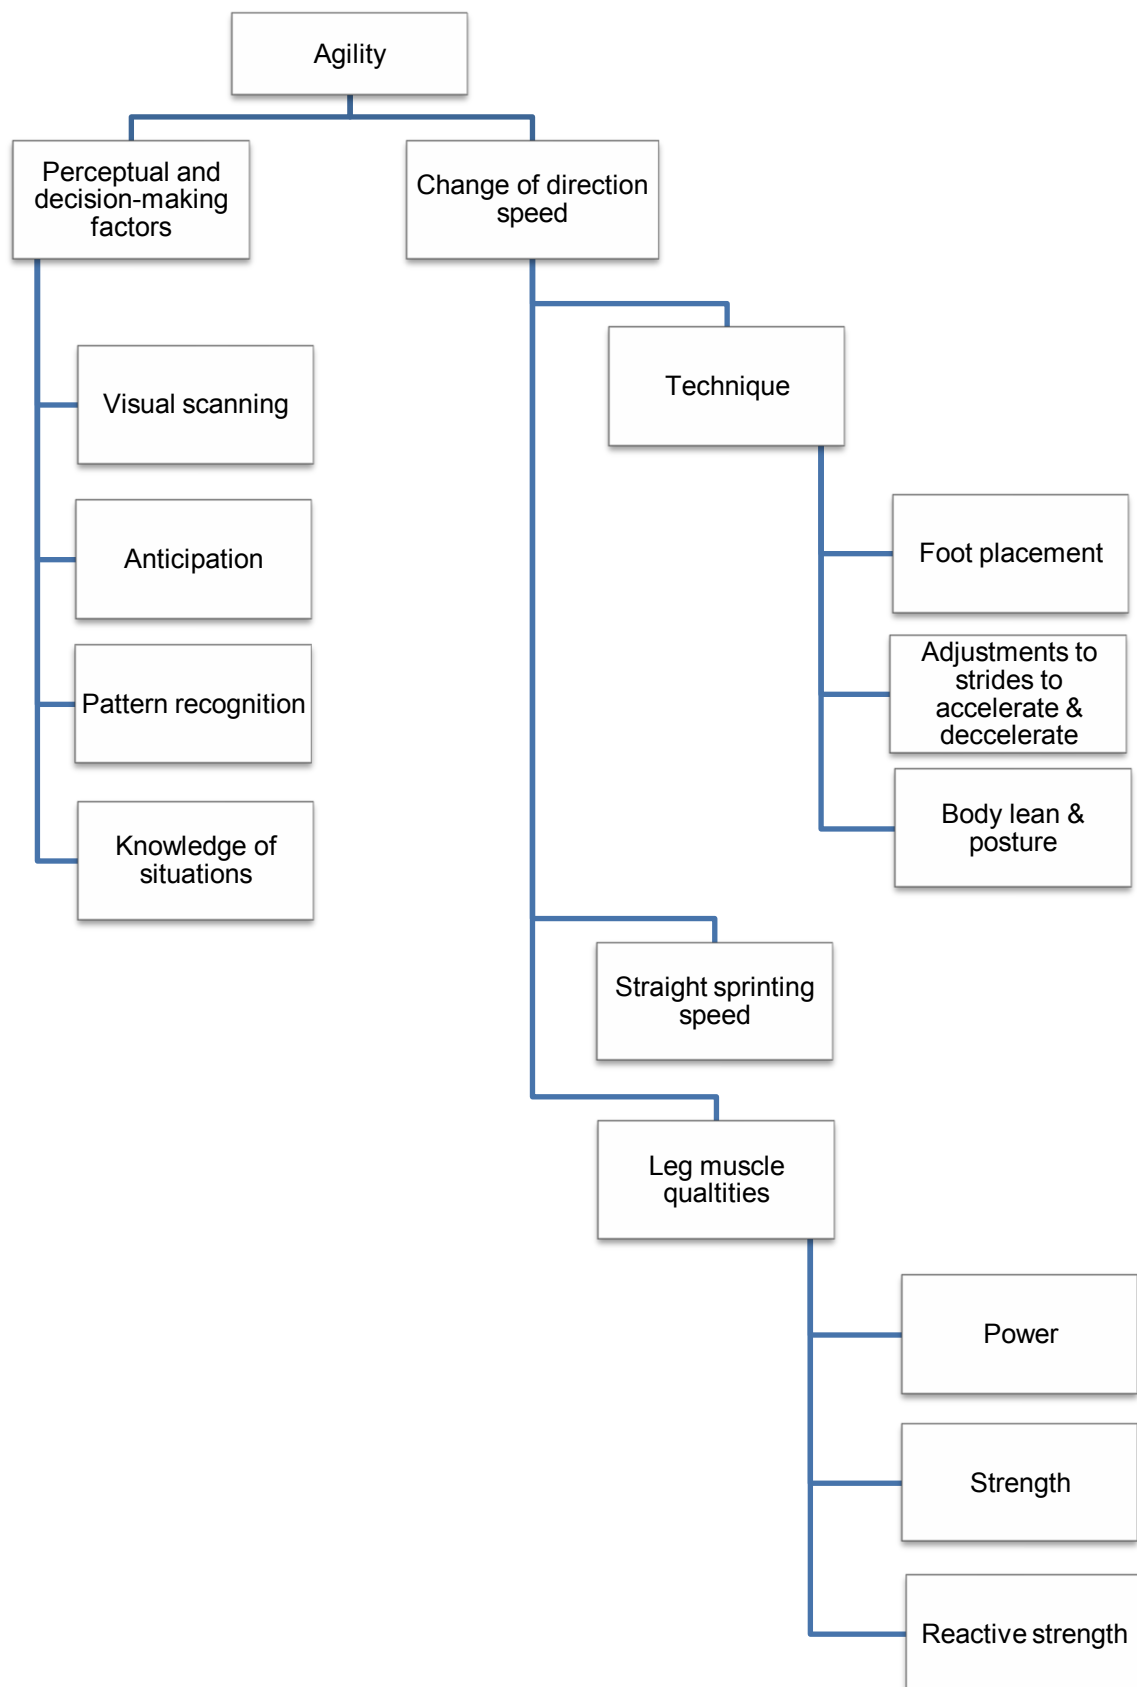 Agility
Perceptual and
decision-making
factors
Change of direction
speed
Visual scanning
Anticipation
Pattern recognition
Knowledge of
situations
Technique
Foot placement
Adjustments to
strides to
accelerate &
deccelerate
Body lean &
posture
Straight sprinting
speed
Leg muscle
qualtities
Power
Strength
Reactive strength